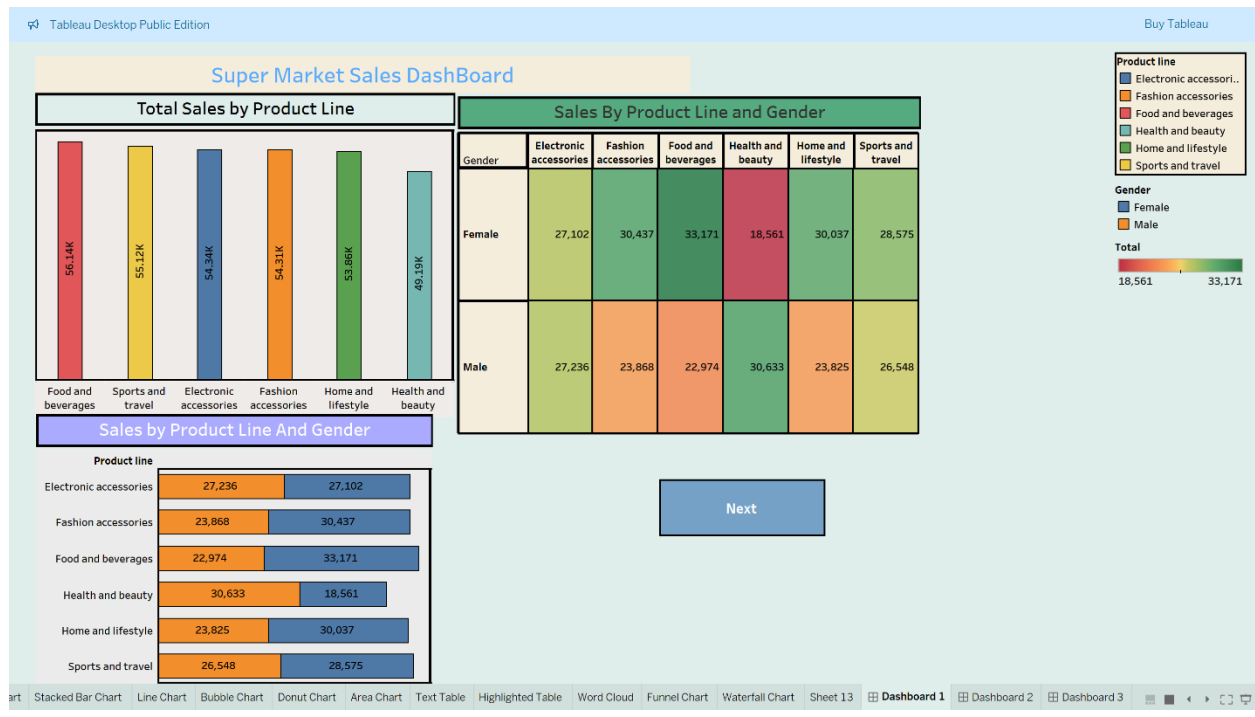 Tableau Desktop Public Edition
Buy Tableau
Super Market Sales DashBoard
Total Sales by Product Line
56.14K
55.12K
54.34K
54.31K
53.86K
49.19K
Food and beverages
Sports and travel
Electronic accessories
Fashion accessories
Home and lifestyle
Health and beauty
Sales By Product Line and Gender
Gender
Electronic accessories
Fashion accessories
Food and beverages
Health and beauty
Home and lifestyle
Sports and travel
Female 27,102 30,437 33,171 18,561 30,037 28,575
Male 27,236 23,868 22,974 30,633 23,825 26,548
Sales by Product Line And Gender
Product line
Electronic accessories 27,236 27,102
Fashion accessories 23,868 30,437
Food and beverages 22,974 33,171
Health and beauty 30,633 18,561
Home and lifestyle 23,825 30,037
Sports and travel 26,548 28,575
Next
Product line
Electronic accessori..
Fashion accessories
Food and beverages
Health and beauty
Home and lifestyle
Sports and travel
Gender
Female
Male
Total
18,561 33,171
art Stacked Bar Chart Line Chart Bubble Chart Donut Chart Area Chart Text Table Highlighted Table Word Cloud Funnel Chart Waterfall Chart Sheet 13 Dashboard 1 Dashboard 2 Dashboard 3